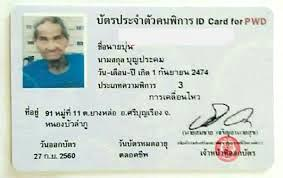 บัตรประจำตัวคนพิการ ID Card for PWD
ชื่อนายบุ่น
นามสกุล บุญประคม
วัน-เดือน-ปี เกิด 1 กันยายน 2474
ประเภทความพิการ 3
การเคลื่อนไหว
ที่อยู่ 91 หมู่ที่ 11 ต.ยางหล่อ อ.ศรีบุญเรือง จ.
หนองบัวลำภู
วันออกบัตร
27 ก.ย. 2560
วันบัตรหมดอายุ
ตลอดชีพ
เจ้าหน้าที่ออกบัตร